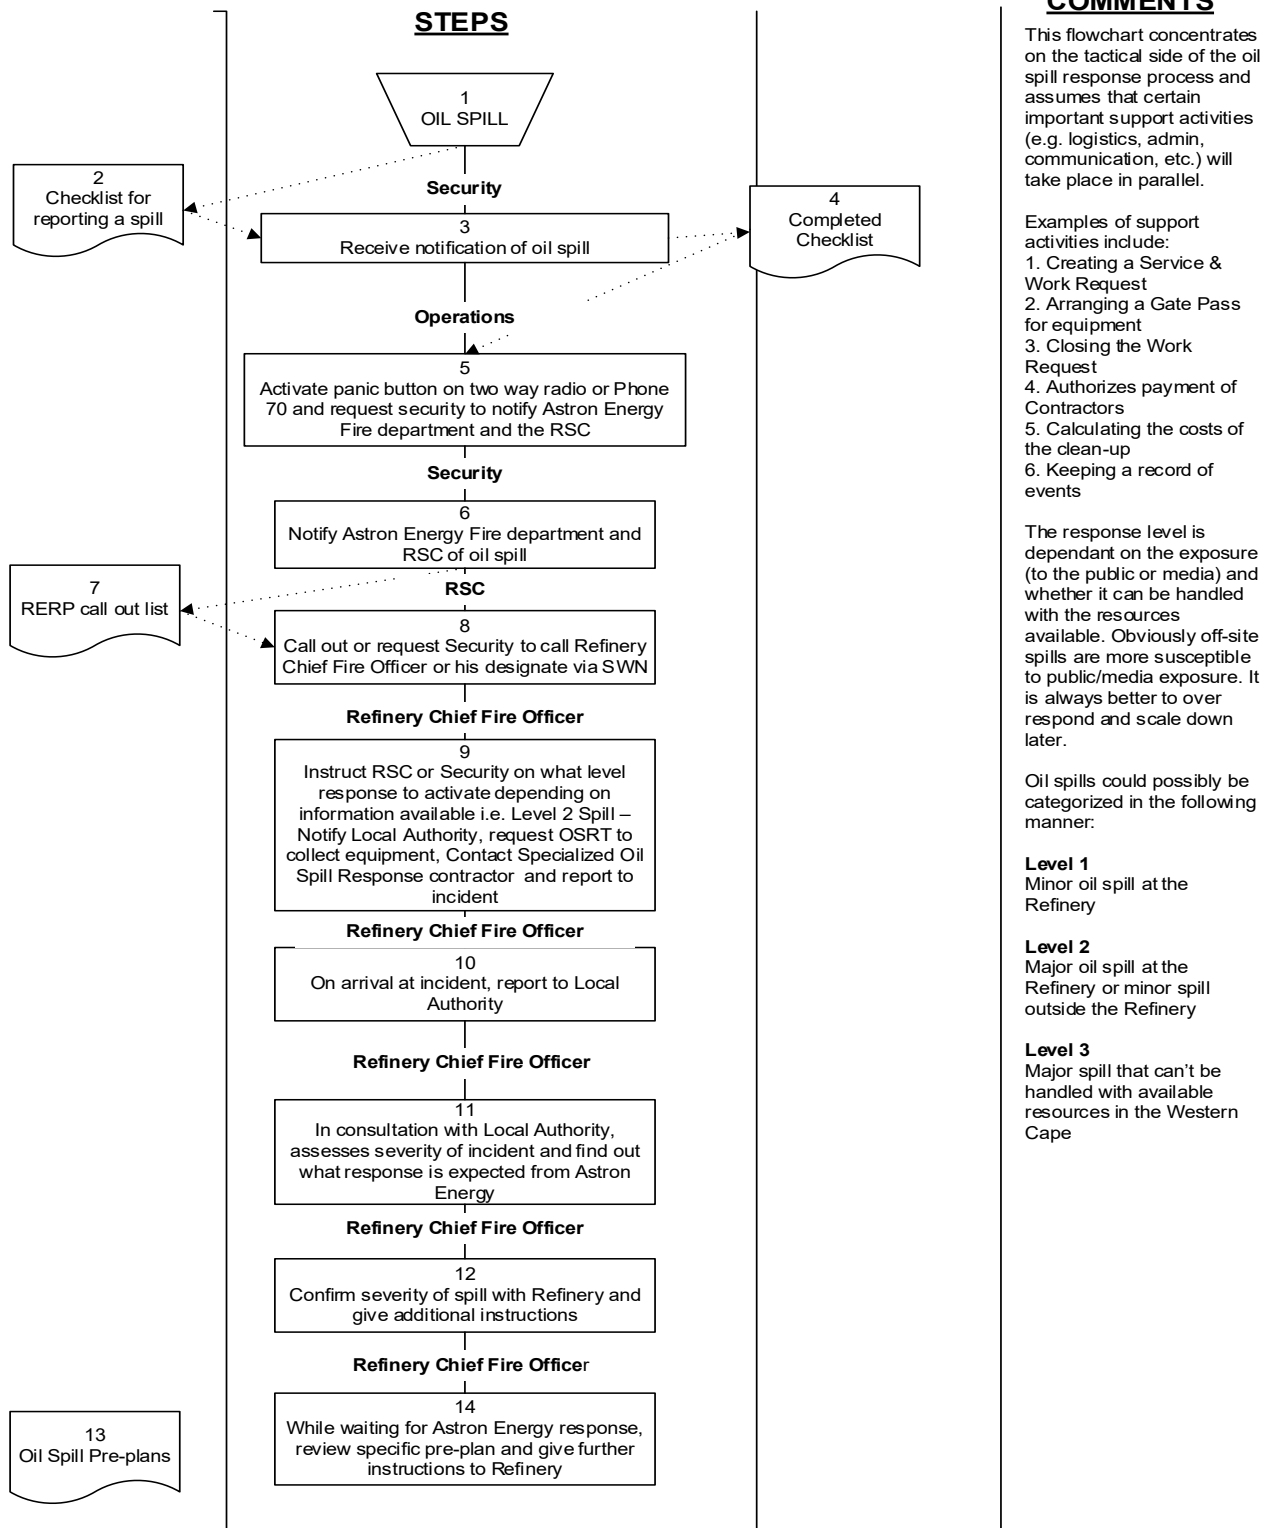 STEPS
1
OIL SPILL
2
Checklist for
reporting a spill
Security
3
Receive notification of oil spill
4
Completed
Checklist
Operations
5
Activate panic button on two way radio or Phone
70 and request security to notify Astron Energy
Fire department and the RSC
Security
6
Notify Astron Energy Fire department and
RSC of oil spill
7
RERP call out list
RSC
8
Call out or request Security to call Refinery
Chief Fire Officer or his designate via SWN
Refinery Chief Fire Officer
9
Instruct RSC or Security on what level
response to activate depending on
information available i.e. Level 2 Spill –
Notify Local Authority, request OSRT to
collect equipment, Contact Specialized Oil
Spill Response contractor and report to
incident
Refinery Chief Fire Officer
10
On arrival at incident, report to Local
Authority
Refinery Chief Fire Officer
11
In consultation with Local Authority,
assesses severity of incident and find out
what response is expected from Astron
Energy
Refinery Chief Fire Officer
12
Confirm severity of spill with Refinery and
give additional instructions
Refinery Chief Fire Officer
13
Oil Spill Pre-plans
14
While waiting for Astron Energy response,
review specific pre-plan and give further
instructions to Refinery
COMMENTS
This flowchart concentrates
on the tactical side of the oil
spill response process and
assumes that certain
important support activities
(e.g. logistics, admin,
communication, etc.) will
take place in parallel.
Examples of support
activities include:
1. Creating a Service &
Work Request
2. Arranging a Gate Pass
for equipment
3. Closing the Work
Request
4. Authorizes payment of
Contractors
5. Calculating the costs of
the clean-up
6. Keeping a record of
events
The response level is
dependant on the exposure
(to the public or media) and
whether it can be handled
with the resources
available. Obviously off-site
spills are more susceptible
to public/media exposure. It
is always better to over
respond and scale down
later.
Oil spills could possibly be
categorized in the following
manner:
Level 1
Minor oil spill at the
Refinery
Level 2
Major oil spill at the
Refinery or minor spill
outside the Refinery
Level 3
Major spill that can't be
handled with available
resources in the Western
Cape